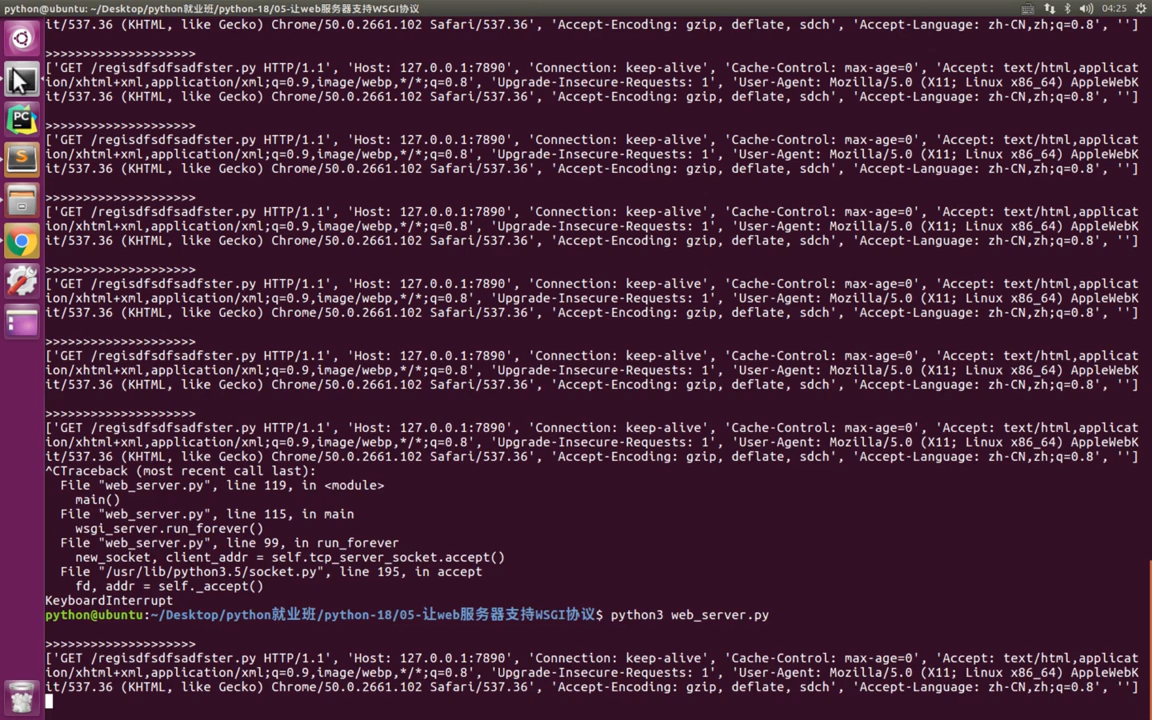 python@ubuntu: ~/Desktop/python就业班/python-18/05-让web服务器支持WSGI协议
04:25
it/537.36 (KHTML, like Gecko) Chrome/50.0.2661.102 Safari/537.36', 'Accept-Encoding: gzip, deflate, sdch', 'Accept-Language: zh-CN,zh;q=0.8', '']
>>>>>>>>>>>>>>>>>>>>
['GET /regisdfsdfsadfster.py HTTP/1.1', 'Host: 127.0.0.1:7890', 'Connection: keep-alive', 'Cache-Control: max-age=0', 'Accept: text/html,applicat
ion/xhtml+xml,application/xml;q=0.9,image/webp,*/*;q=0.8', 'Upgrade-Insecure-Requests: 1', 'User-Agent: Mozilla/5.0 (X11; Linux x86_64) AppleWebK
it/537.36 (KHTML, like Gecko) Chrome/50.0.2661.102 Safari/537.36', 'Accept-Encoding: gzip, deflate, sdch', 'Accept-Language: zh-CN,zh;q=0.8', '']
>>>>>>>>>>>>>>>>>>>>
['GET /regisdfsdfsadfster.py HTTP/1.1', 'Host: 127.0.0.1:7890', 'Connection: keep-alive', 'Cache-Control: max-age=0', 'Accept: text/html,applicat
ion/xhtml+xml,application/xml;q=0.9,image/webp,*/*;q=0.8', 'Upgrade-Insecure-Requests: 1', 'User-Agent: Mozilla/5.0 (X11; Linux x86_64) AppleWebK
it/537.36 (KHTML, like Gecko) Chrome/50.0.2661.102 Safari/537.36', 'Accept-Encoding: gzip, deflate, sdch', 'Accept-Language: zh-CN,zh;q=0.8', '']
>>>>>>>>>>>>>>>>>>>>
['GET /regisdfsdfsadfster.py HTTP/1.1', 'Host: 127.0.0.1:7890', 'Connection: keep-alive', 'Cache-Control: max-age=0', 'Accept: text/html,applicat
ion/xhtml+xml,application/xml;q=0.9,image/webp,*/*;q=0.8', 'Upgrade-Insecure-Requests: 1', 'User-Agent: Mozilla/5.0 (X11; Linux x86_64) AppleWebK
it/537.36 (KHTML, like Gecko) Chrome/50.0.2661.102 Safari/537.36', 'Accept-Encoding: gzip, deflate, sdch', 'Accept-Language: zh-CN,zh;q=0.8', '']
>>>>>>>>>>>>>>>>>>>>
['GET /regisdfsdfsadfster.py HTTP/1.1', 'Host: 127.0.0.1:7890', 'Connection: keep-alive', 'Cache-Control: max-age=0', 'Accept: text/html,applicat
ion/xhtml+xml,application/xml;q=0.9,image/webp,*/*;q=0.8', 'Upgrade-Insecure-Requests: 1', 'User-Agent: Mozilla/5.0 (X11; Linux x86_64) AppleWebK
it/537.36 (KHTML, like Gecko) Chrome/50.0.2661.102 Safari/537.36', 'Accept-Encoding: gzip, deflate, sdch', 'Accept-Language: zh-CN,zh;q=0.8', '']
>>>>>>>>>>>>>>>>>>>>
['GET /regisdfsdfsadfster.py HTTP/1.1', 'Host: 127.0.0.1:7890', 'Connection: keep-alive', 'Cache-Control: max-age=0', 'Accept: text/html,applicat
ion/xhtml+xml,application/xml;q=0.9,image/webp,*/*;q=0.8', 'Upgrade-Insecure-Requests: 1', 'User-Agent: Mozilla/5.0 (X11; Linux x86_64) AppleWebK
it/537.36 (KHTML, like Gecko) Chrome/50.0.2661.102 Safari/537.36', 'Accept-Encoding: gzip, deflate, sdch', 'Accept-Language: zh-CN,zh;q=0.8', '']
>>>>>>>>>>>>>>>>>>>>
['GET /regisdfsdfsadfster.py HTTP/1.1', 'Host: 127.0.0.1:7890', 'Connection: keep-alive', 'Cache-Control: max-age=0', 'Accept: text/html,applicat
ion/xhtml+xml,application/xml;q=0.9,image/webp,*/*;q=0.8', 'Upgrade-Insecure-Requests: 1', 'User-Agent: Mozilla/5.0 (X11; Linux x86_64) AppleWebK
it/537.36 (KHTML, like Gecko) Chrome/50.0.2661.102 Safari/537.36', 'Accept-Encoding: gzip, deflate, sdch', 'Accept-Language: zh-CN,zh;q=0.8', '']
^CTraceback (most recent call last):
  File "web_server.py", line 119, in <module>
    main()
  File "web_server.py", line 115, in main
    wsgi_server.run_forever()
  File "web_server.py", line 99, in run_forever
    new_socket, client_addr = self.tcp_server_socket.accept()
  File "/usr/lib/python3.5/socket.py", line 195, in accept
    fd, addr = self._accept()
KeyboardInterrupt
python@ubuntu:~/Desktop/python就业班/python-18/05-让web服务器支持WSGI协议$ python3 web_server.py
>>>>>>>>>>>>>>>>>>>>
['GET /regisdfsdfsadfster.py HTTP/1.1', 'Host: 127.0.0.1:7890', 'Connection: keep-alive', 'Cache-Control: max-age=0', 'Accept: text/html,applicat
ion/xhtml+xml,application/xml;q=0.9,image/webp,*/*;q=0.8', 'Upgrade-Insecure-Requests: 1', 'User-Agent: Mozilla/5.0 (X11; Linux x86_64) AppleWebK
it/537.36 (KHTML, like Gecko) Chrome/50.0.2661.102 Safari/537.36', 'Accept-Encoding: gzip, deflate, sdch', 'Accept-Language: zh-CN,zh;q=0.8', '']